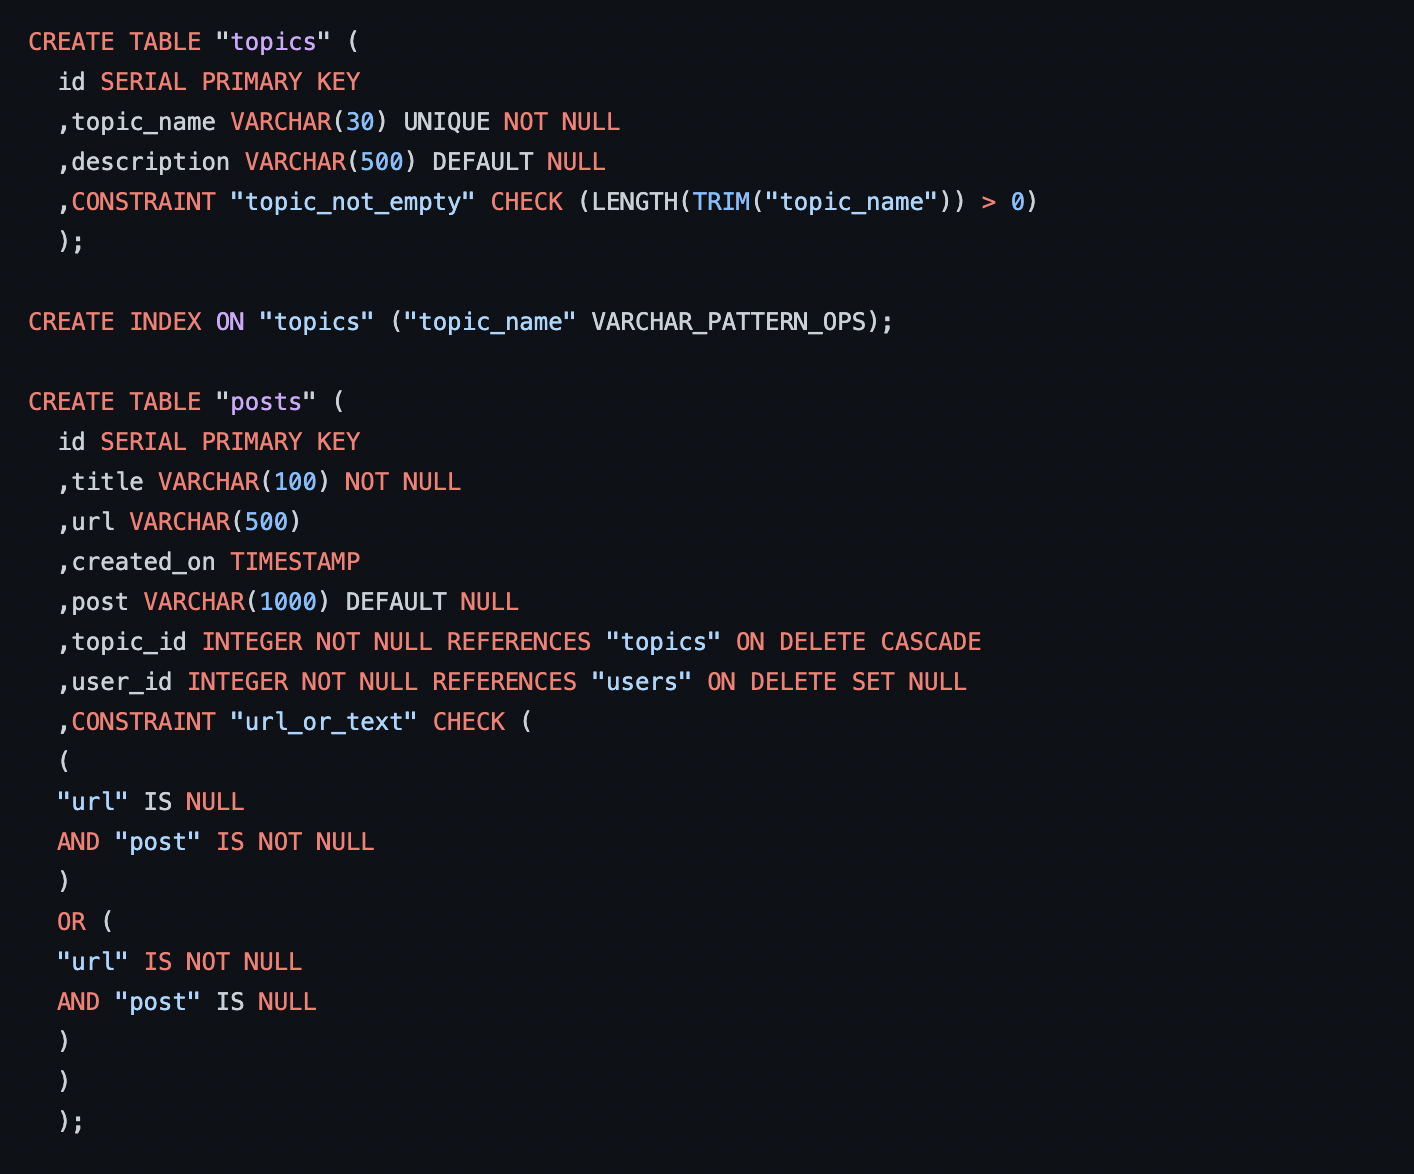 CREATE TABLE "topics" (
id SERIAL PRIMARY KEY
,topic_name VARCHAR(30) UNIQUE NOT NULL
,description VARCHAR(500) DEFAULT NULL
,CONSTRAINT "topic_not_empty" CHECK (LENGTH(TRIM("topic_name")) > 0)
);
CREATE INDEX ON "topics" ("topic_name" VARCHAR_PATTERN_OPS);
CREATE TABLE "posts" (
id SERIAL PRIMARY KEY
,title VARCHAR(100) NOT NULL
,url VARCHAR(500)
,created_on TIMESTAMP
,post VARCHAR(1000) DEFAULT NULL
,topic_id INTEGER NOT NULL REFERENCES "topics" ON DELETE CASCADE
,user_id INTEGER NOT NULL REFERENCES "users" ON DELETE SET NULL
,CONSTRAINT "url_or_text" CHECK (
(
"url" IS NULL
AND "post" IS NOT NULL
)
OR (
"url" IS NOT NULL
AND "post" IS NULL
)
)
);